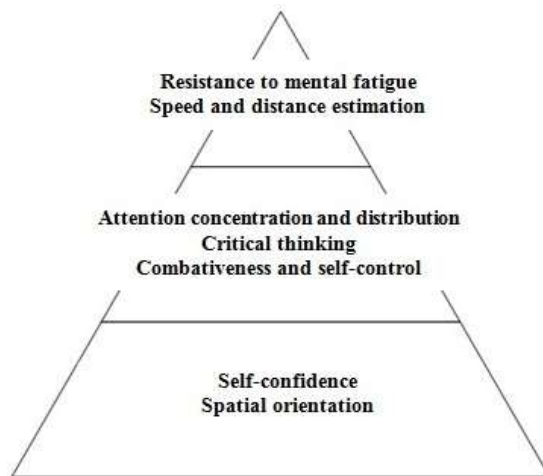 Resistance to mental fatigue
Speed and distance estimation
Attention concentration and distribution
Critical thinking
Combativeness and self-control
Self-confidence
Spatial orientation